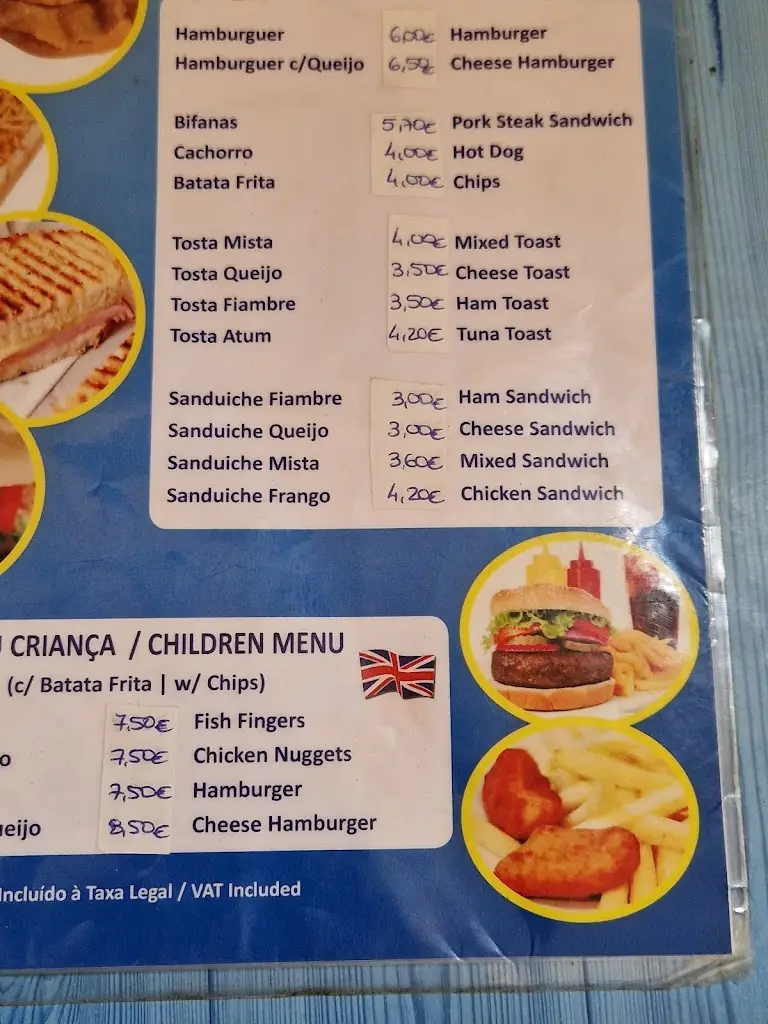 Hamburguer 6,00€ Hamburger
Hamburguer c/Queijo 6,50€ Cheese Hamburger
Bifanas 5,70€ Pork Steak Sandwich
Cachorro 4,00€ Hot Dog
Batata Frita 4,00€ Chips
Tosta Mista 4,00€ Mixed Toast
Tosta Queijo 3,50€ Cheese Toast
Tosta Fiambre 3,50€ Ham Toast
Tosta Atum 4,20€ Tuna Toast
Sanduiche Fiambre 3,00€ Ham Sandwich
Sanduiche Queijo 3,00€ Cheese Sandwich
Sanduiche Mista 3,60€ Mixed Sandwich
Sanduiche Frango 4,20€ Chicken Sandwich
CRIANÇA / CHILDREN MENU
(c/ Batata Frita | w/ Chips)
7,50€ Fish Fingers
o 7,50€ Chicken Nuggets
7,50€ Hamburger
ueijo 8,50€ Cheese Hamburger
Incluído à Taxa Legal / VAT Included